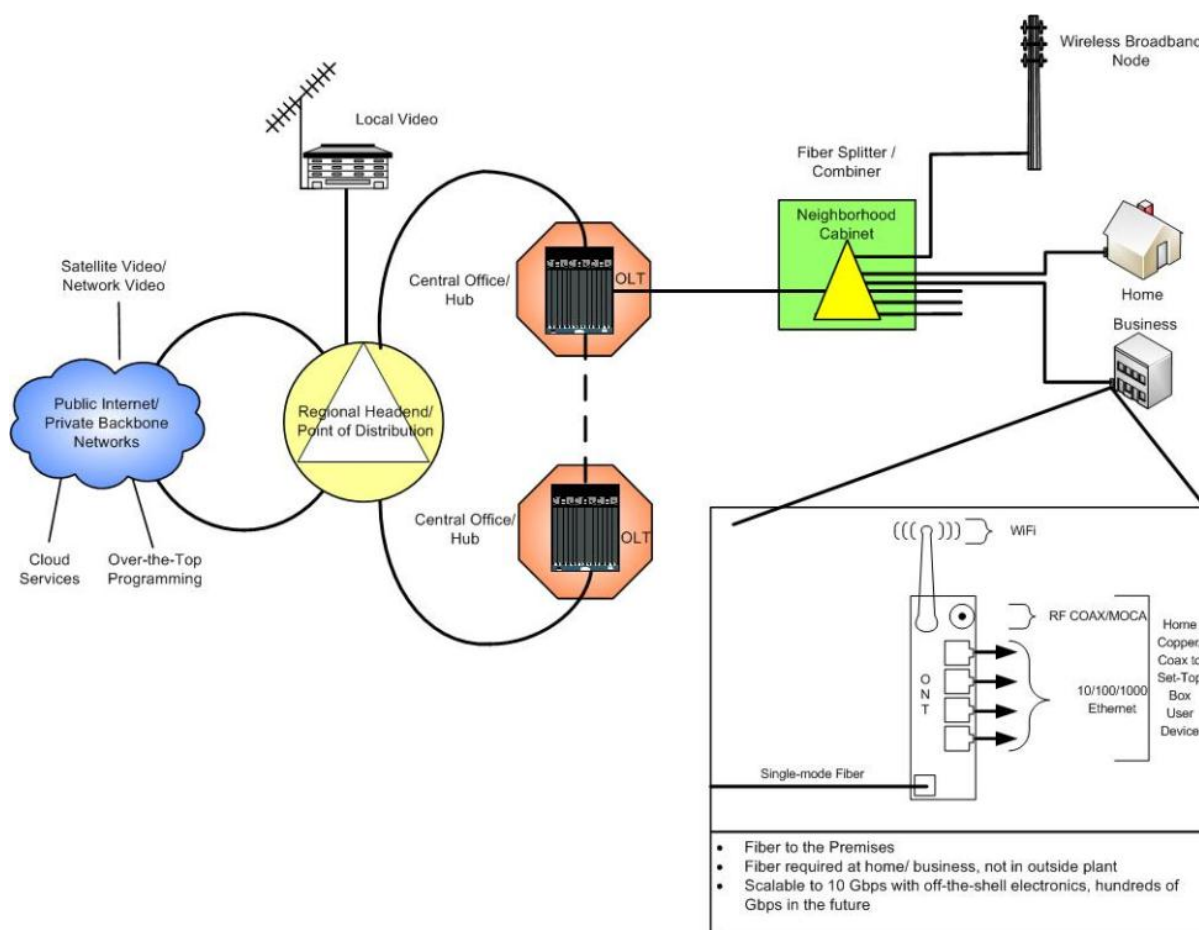 Wireless Broadband
Node
Local Video
Fiber Splitter /
Combiner
Neighborhood
Cabinet
Satellite Video/
Network Video
Central Office/
Hub
OLT
Home
Business
Public Internet/
Private Backbone
Networks
Regional Headend/
Point of Distribution
Central Office/
Hub
OLT
Cloud
Services
Over-the-Top
Programming
WiFi
RF COAX/MOCA
O
N
T
10/100/1000
Ethernet
Home
Copper
Coax to
Set-Top
Box
User
Device
Single-mode Fiber
• Fiber to the Premises
• Fiber required at home/ business, not in outside plant
• Scalable to 10 Gbps with off-the-shell electronics, hundreds of
Gbps in the future